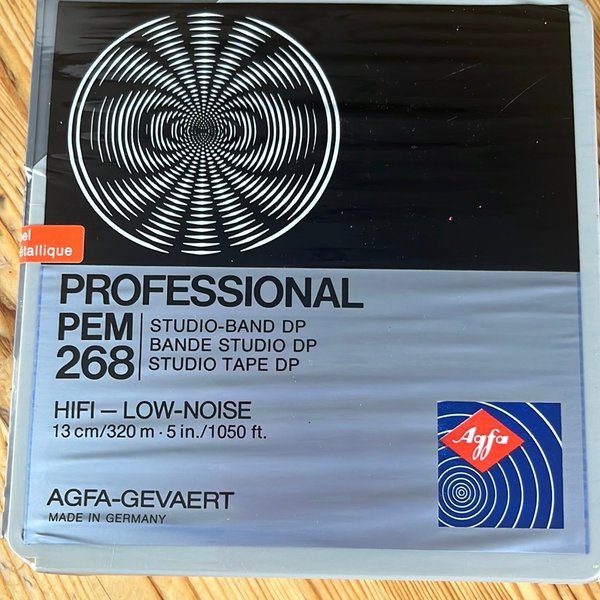 étallique
PROFESSIONAL
PEM 268
STUDIO-BAND DP
BANDE STUDIO DP
STUDIO TAPE DP
HIFI – LOW-NOISE
13 cm/320 m · 5 in./1050 ft.
Agfa
AGFA-GEVAERT
MADE IN GERMANY